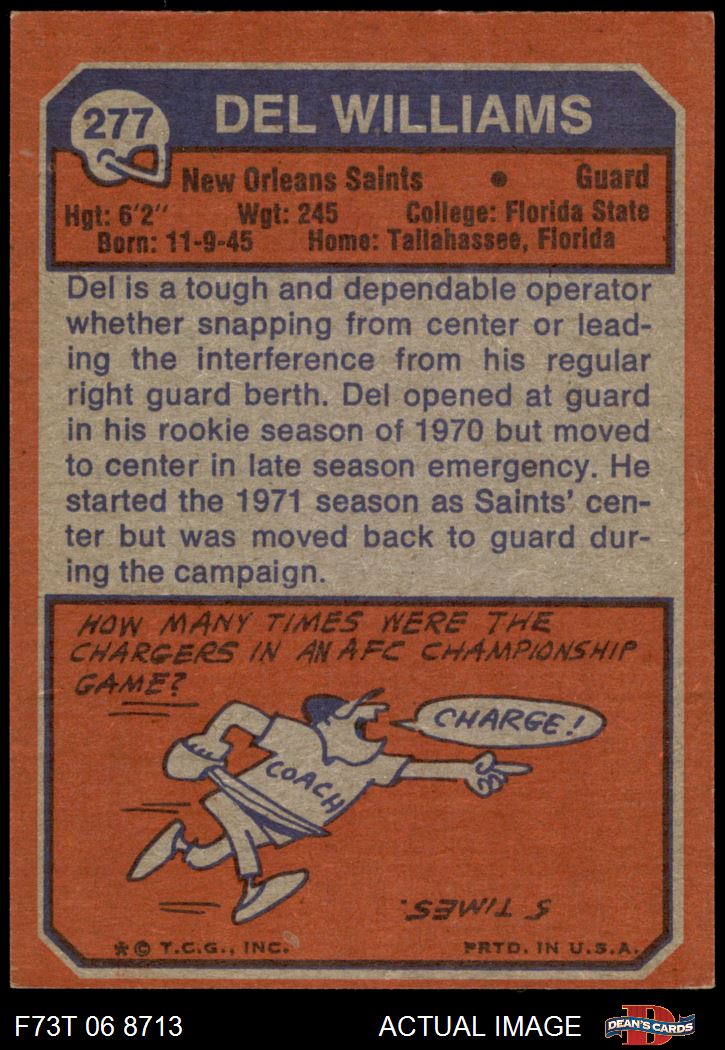 277
DEL WILLIAMS
New Orleans Saints • Guard
Hgt: 6'2" Wgt: 245 College: Florida State
Born: 11-9-45 Home: Tallahassee, Florida
Del is a tough and dependable operator
whether snapping from center or lead-
ing the interference from his regular
right guard berth. Del opened at guard
in his rookie season of 1970 but moved
to center in late season emergency. He
started the 1971 season as Saints' cen-
ter but was moved back to guard dur-
ing the campaign.
HOW MANY TIMES WERE THE
CHARGERS IN AN AFC CHAMPIONSHIP
GAME?
CHARGE!
COACH
5 TIMES.
* © T.C.G., INC. PRTD. IN U.S.A.
F73T 06 8713 ACTUAL IMAGE
D
DEAN'S CARDS